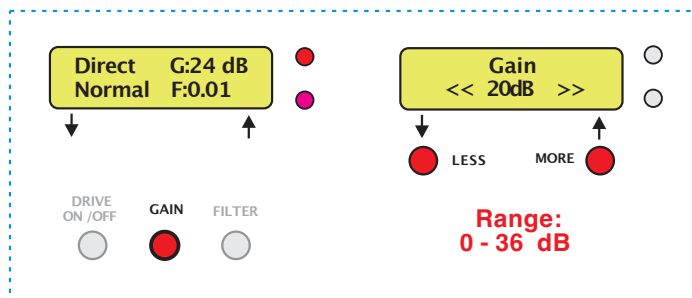 Direct G:24 dB
Normal F:0.01
DRIVE
ON /OFF
GAIN
FILTER
Gain
<< 20dB >>
LESS
MORE
Range:
0 - 36 dB